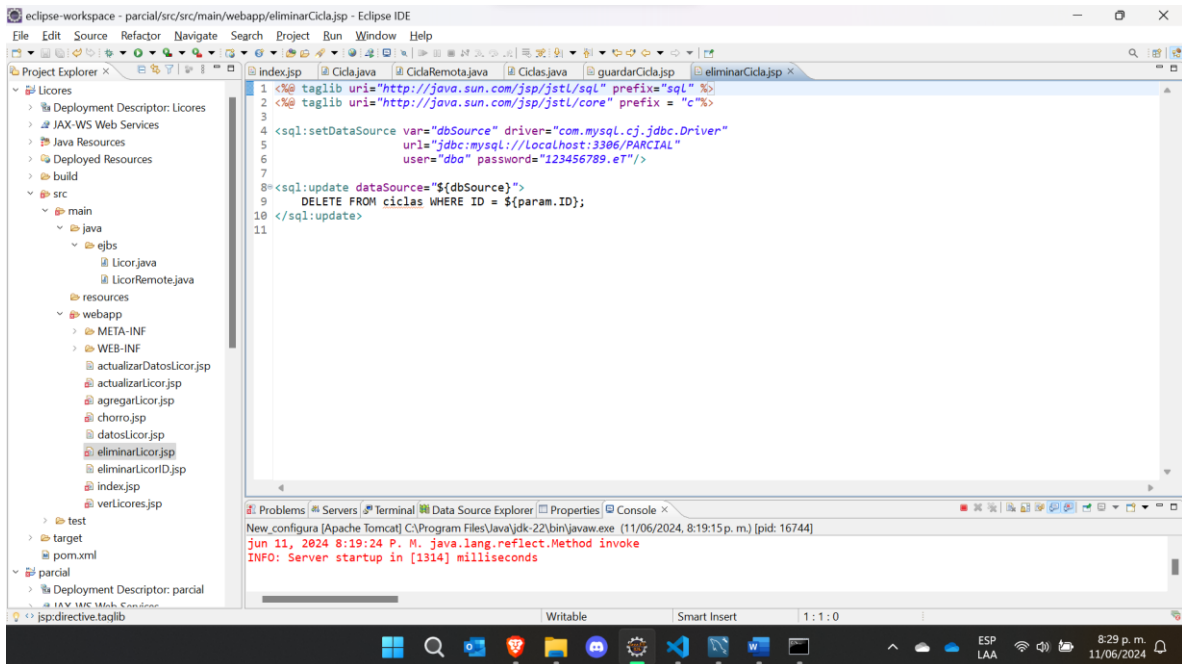 eclipse-workspace - parcial/src/src/main/webapp/eliminarCicla.jsp - Eclipse IDE
File Edit Source Refactor Navigate Search Project Run Window Help
Project Explorer
index.jsp Cicla.java CiclaRemota.java Ciclas.java guardarCicla.jsp eliminarCicla.jsp
Licores
Deployment Descriptor: Licores
JAX-WS Web Services
Java Resources
Deployed Resources
build
src
main
java
ejbs
Licor.java
LicorRemote.java
resources
webapp
META-INF
WEB-INF
actualizarDatosLicor.jsp
actualizarLicor.jsp
agregarLicor.jsp
chorro.jsp
datosLicor.jsp
eliminarLicor.jsp
eliminarLicorID.jsp
index.jsp
verLicores.jsp
test
target
pom.xml
parcial
Deployment Descriptor: parcial
JAX-WS Web Services
1 <%@ taglib uri="http://java.sun.com/jsp/jstl/sql" prefix="sql" %>
2 <%@ taglib uri="http://java.sun.com/jsp/jstl/core" prefix = "c"%>
3
4 <sql:setDataSource var="dbSource" driver="com.mysql.cj.jdbc.Driver"
5 url="jdbc:mysql://localhost:3306/PARCIAL"
6 user="dba" password="123456789.eT"/>
7
8 <sql:update dataSource="${dbSource}">
9 DELETE FROM ciclas WHERE ID = ${param.ID};
10 </sql:update>
11
Problems Servers Terminal Data Source Explorer Properties Console
New_configura [Apache Tomcat] C:\Program Files\Java\jdk-22\bin\javaw.exe (11/06/2024, 8:19:15 p. m.) [pid: 16744]
jun 11, 2024 8:19:24 P. M. java.lang.reflect.Method invoke
INFO: Server startup in [1314] milliseconds
jsp:directive.taglib Writable Smart Insert 1:1:0
ESP
LAA
8:29 p. m.
11/06/2024